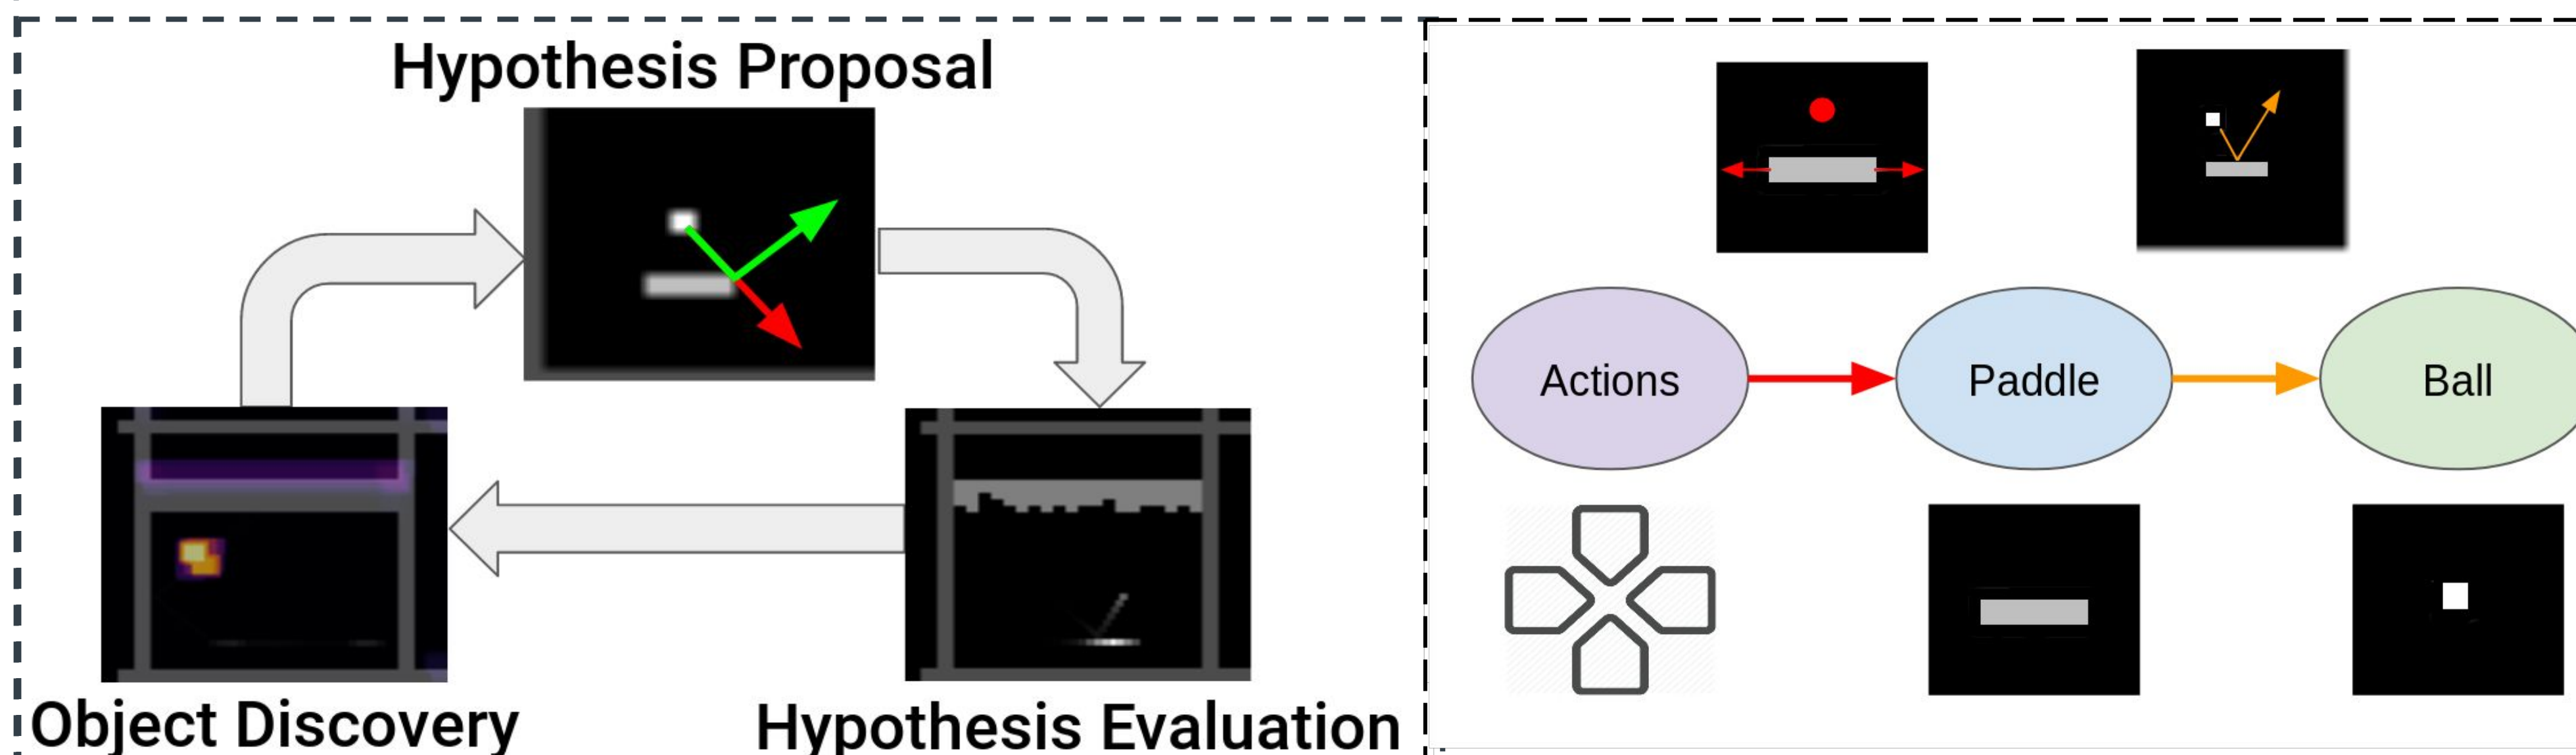 Hypothesis Proposal
Object Discovery
Hypothesis Evaluation
Actions
Paddle
Ball